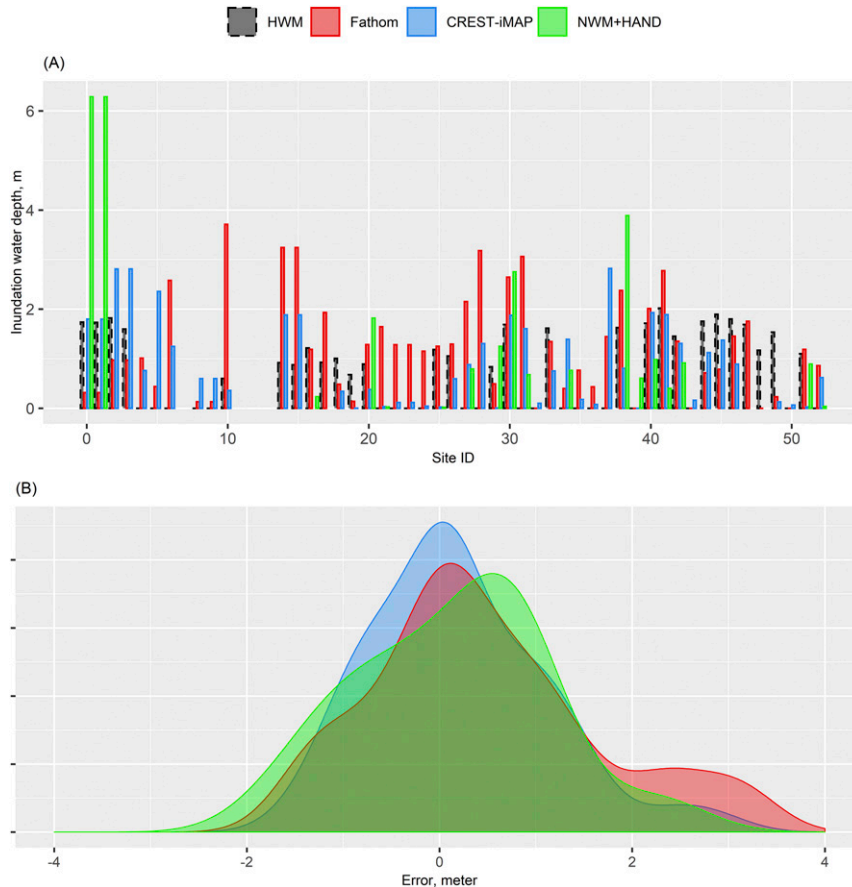 HWM Fathom CREST-iMAP NWM+HAND
(A)
Inundation water depth, m
6
4
2
0
0 10 20 30 40 50
Site ID
(B)
-4 -2 0 2 4
Error, meter